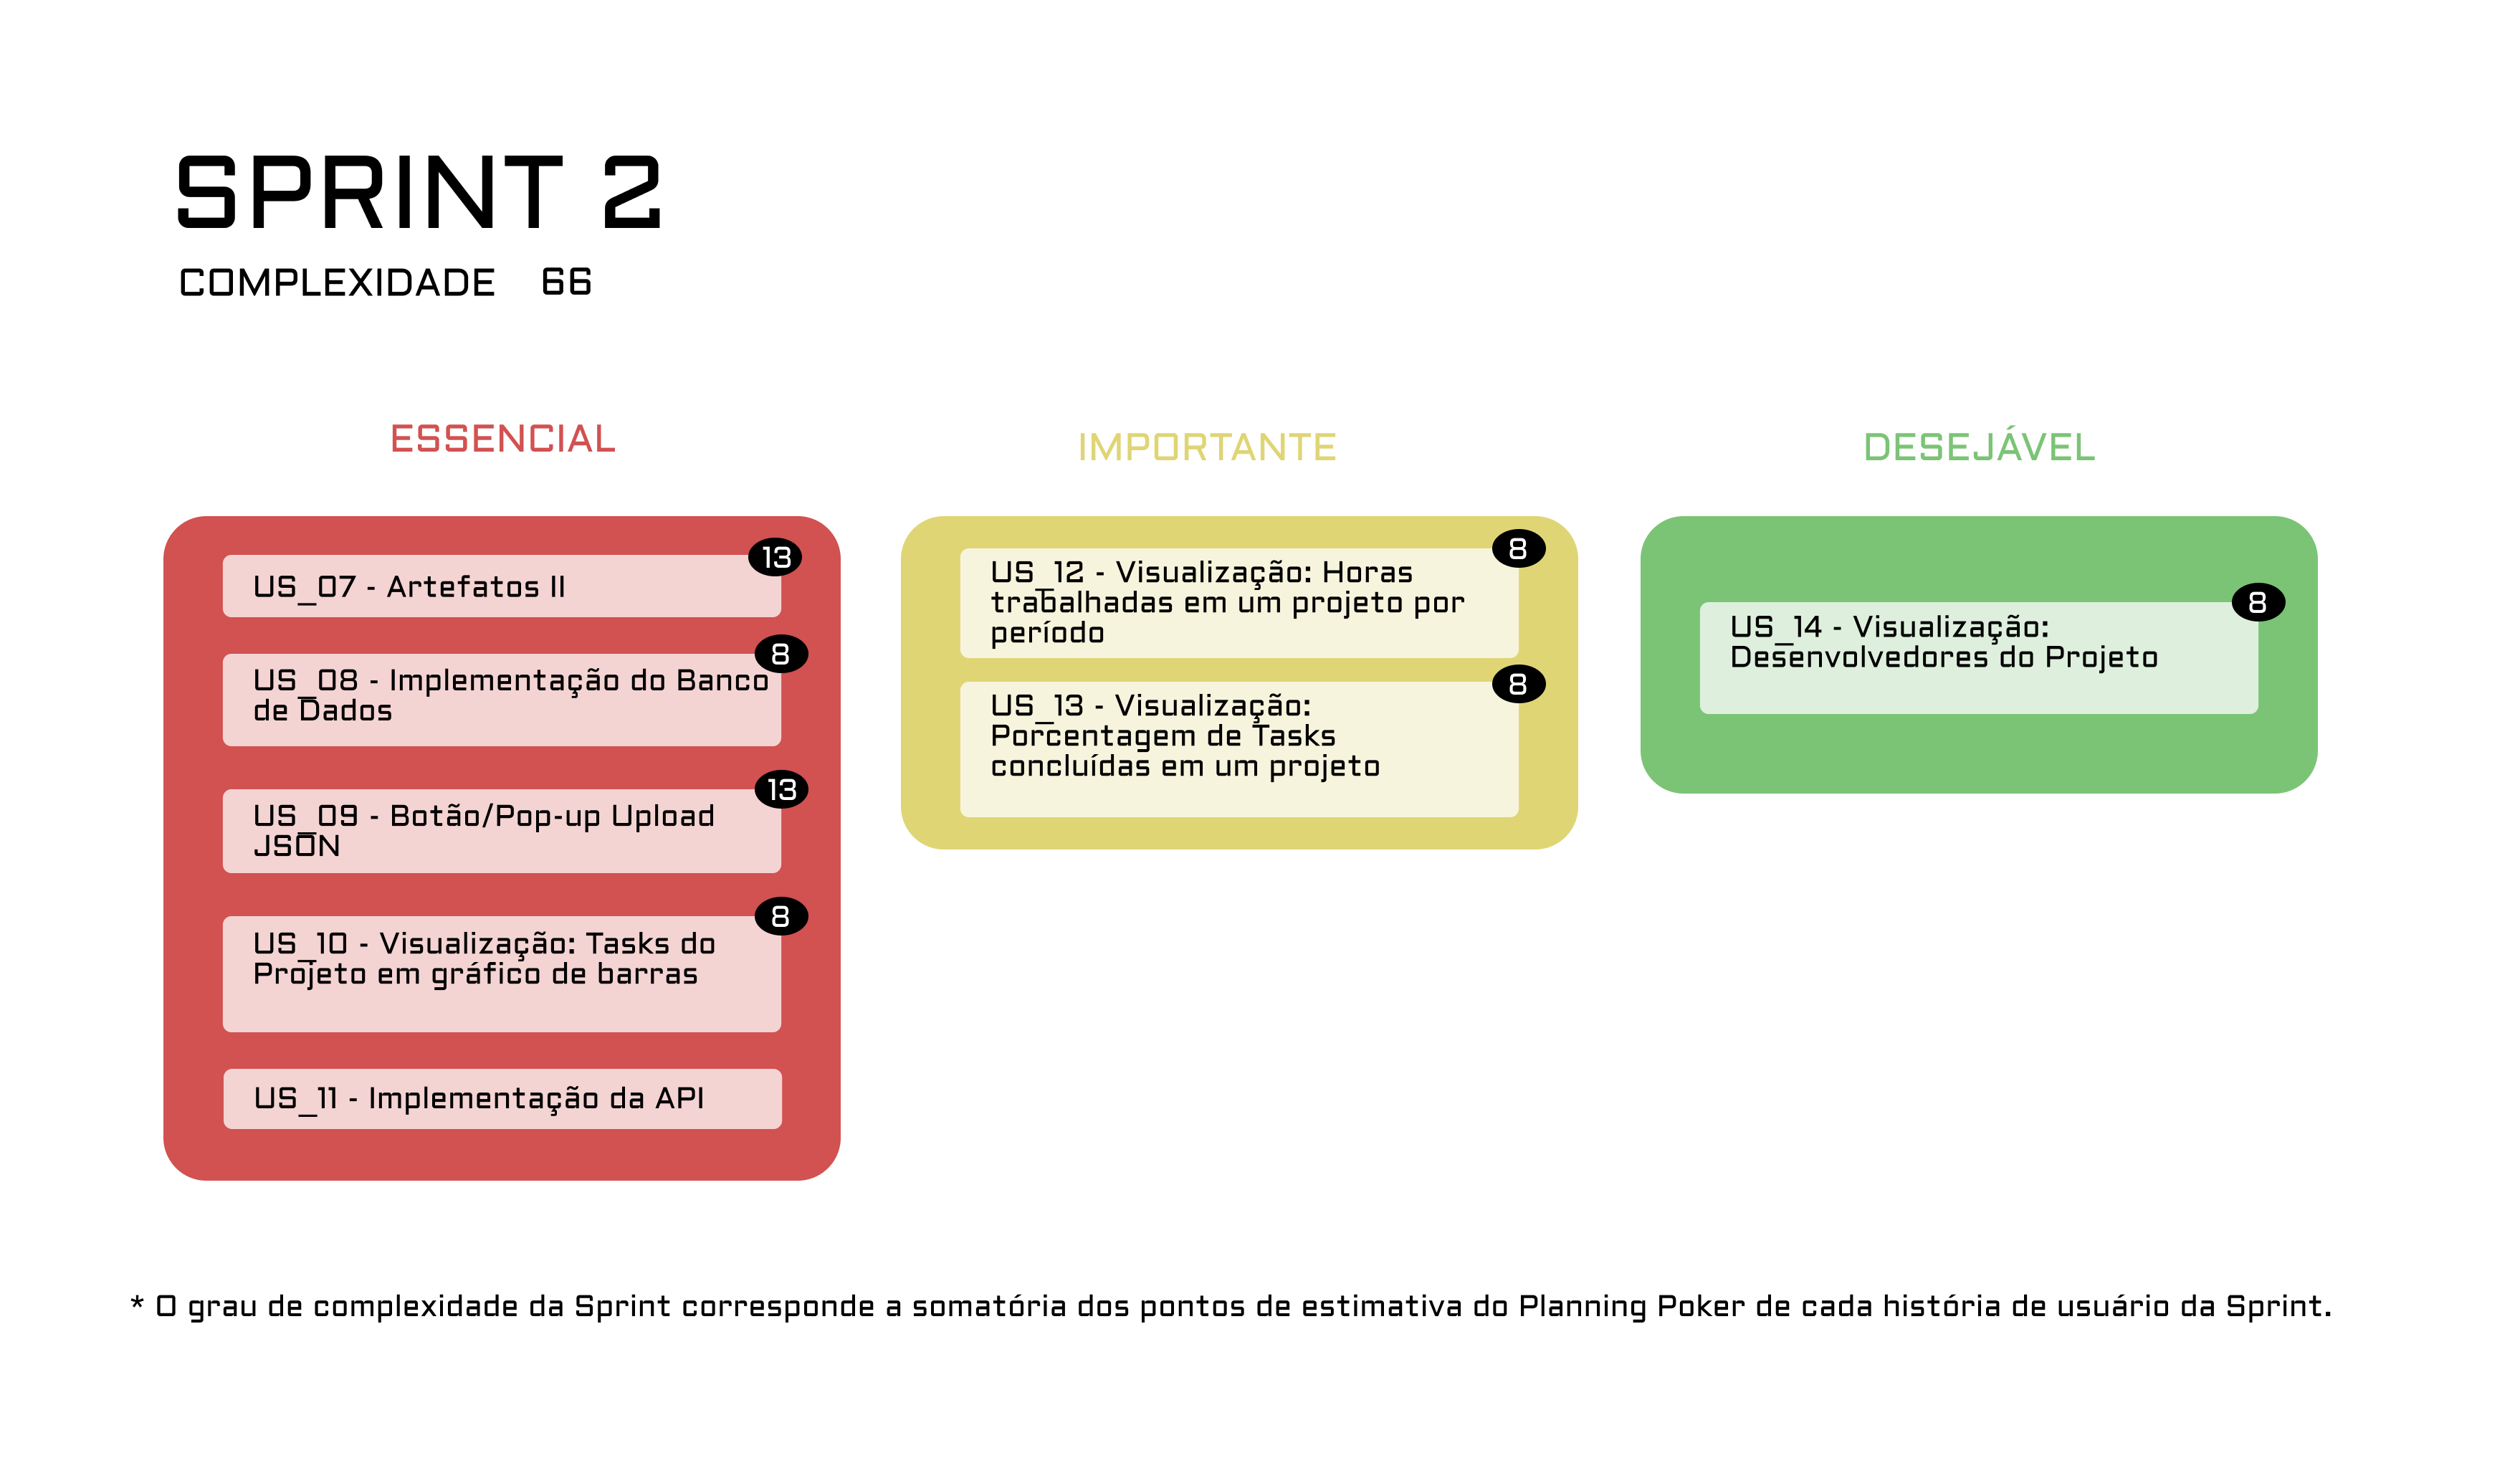 SPRINT 2
COMPLEXIDADE 66
ESSENCIAL
13
US_07 - Artefatos II
8
US_08 - Implementação do Banco
de Dados
13
US_09 - Botão/Pop-up Upload
JSON
8
US_10 - Visualização: Tasks do
Projeto em gráfico de barras
US_11 - Implementação da API
IMPORTANTE
8
US_12 - Visualização: Horas
trabalhadas em um projeto por
período
8
US_13 - Visualização:
Porcentagem de Tasks
concluídas em um projeto
DESEJÁVEL
8
US_14 - Visualização:
Desenvolvedores do Projeto
* O grau de complexidade da Sprint corresponde a somatória dos pontos de estimativa do Planning Poker de cada história de usuário da Sprint.